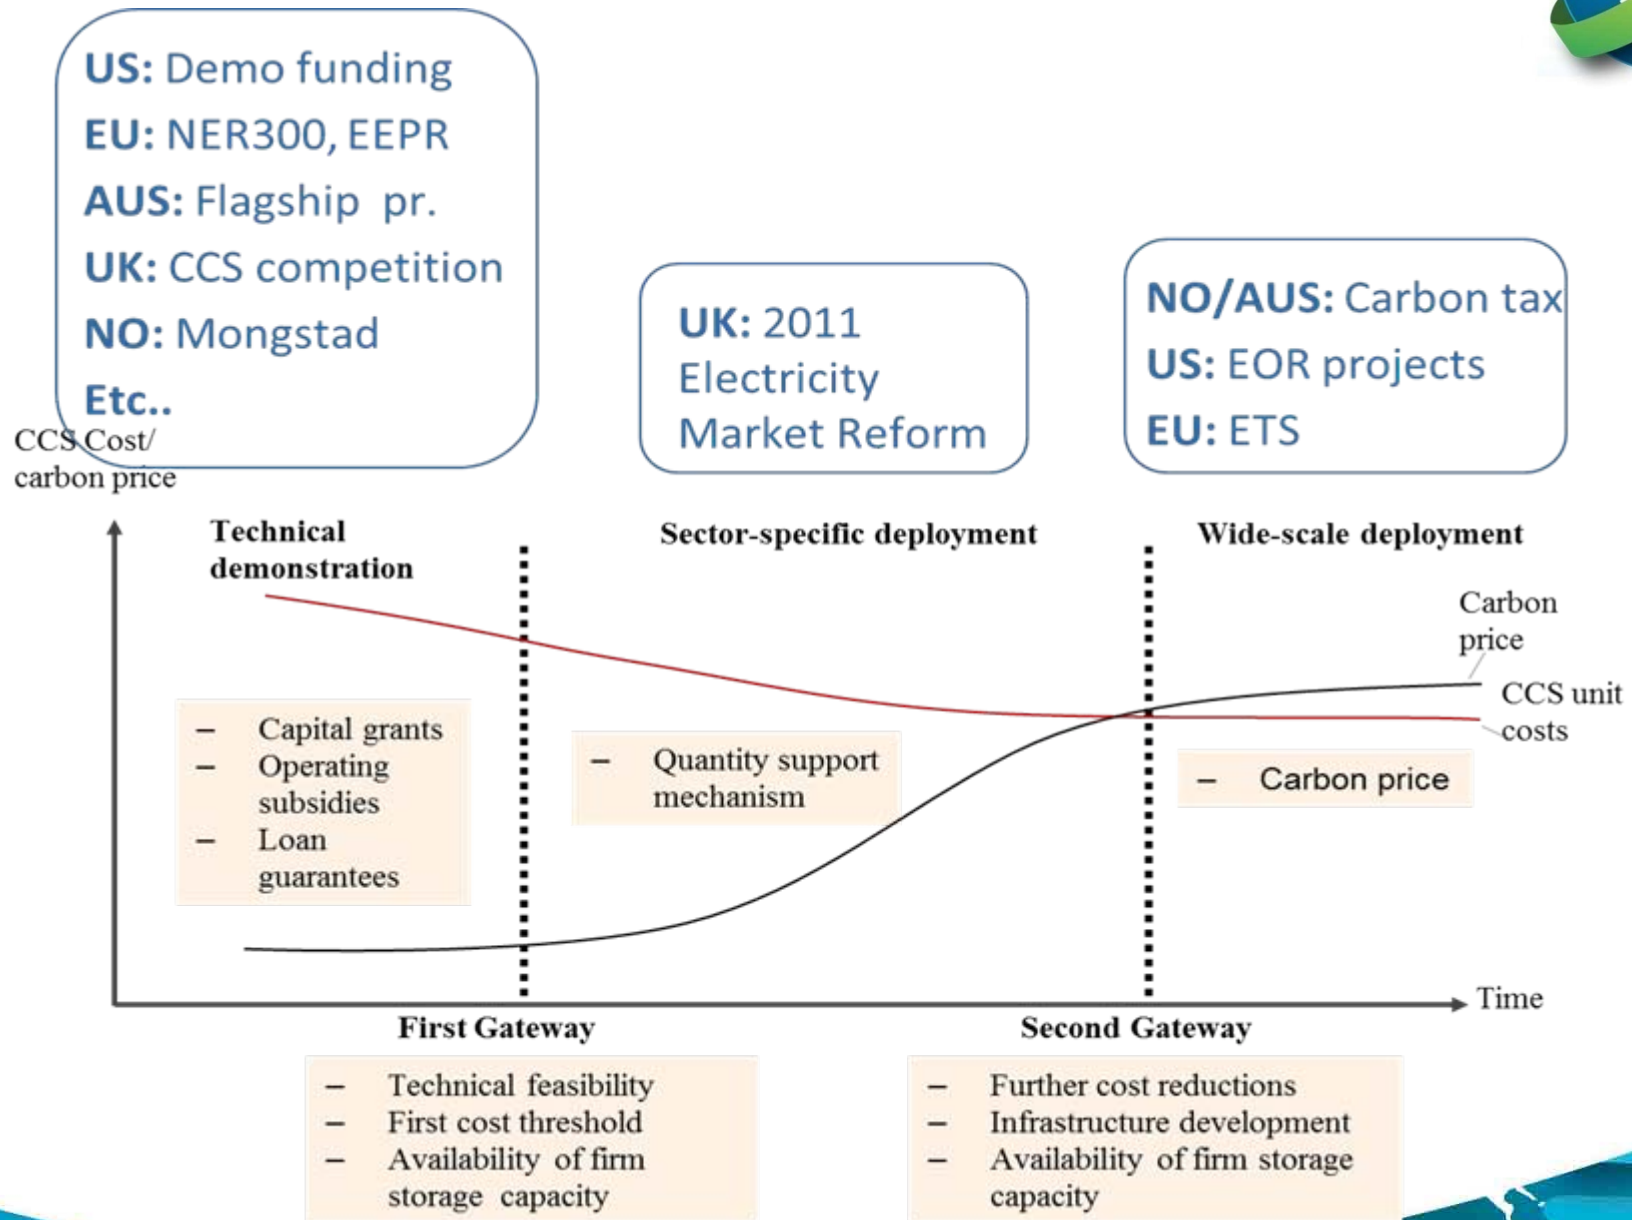 US: Demo funding
EU: NER300, EEPR
AUS: Flagship pr.
UK: CCS competition
NO: Mongstad
Etc..
UK: 2011
Electricity
Market Reform
NO/AUS: Carbon tax
US: EOR projects
EU: ETS
CCS Cost/
carbon price
Technical
demonstration
Sector-specific deployment
Wide-scale deployment
Carbon
price
CCS unit
costs
– Capital grants
– Operating
subsidies
– Loan
guarantees
– Quantity support
mechanism
– Carbon price
Time
First Gateway
Second Gateway
– Technical feasibility
– First cost threshold
– Availability of firm
storage capacity
– Further cost reductions
– Infrastructure development
– Availability of firm storage
capacity